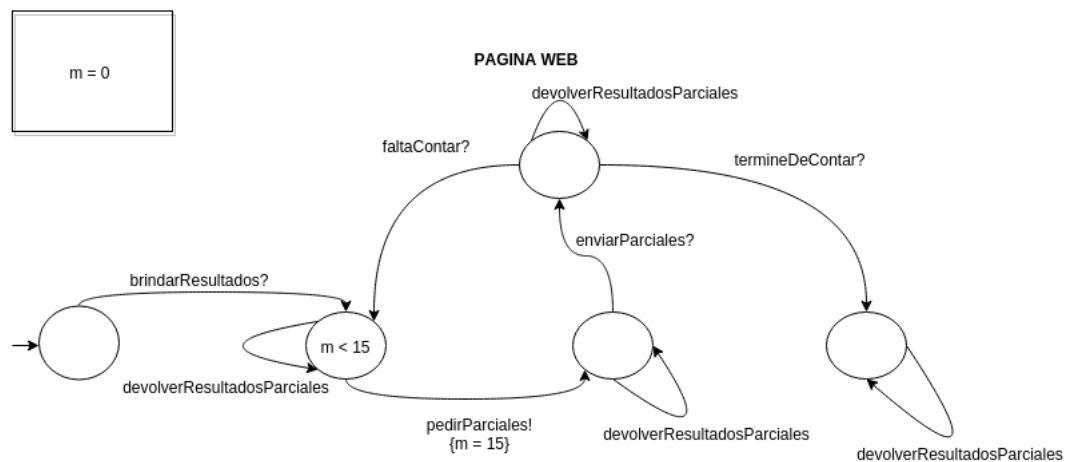 m = 0
PAGINA WEB
devolverResultadosParciales
faltaContar?
termineDeContar?
enviarParciales?
brindarResultados?
m < 15
devolverResultadosParciales
pedirParciales!
{m = 15}
devolverResultadosParciales
devolverResultadosParciales